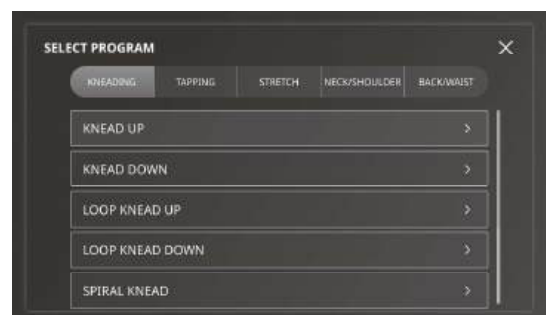 SELECT PROGRAM
KNEADING TAPPING STRETCH NECK/SHOULDER BACK/WAIST
KNEAD UP
KNEAD DOWN
LOOP KNEAD UP
LOOP KNEAD DOWN
SPIRAL KNEAD